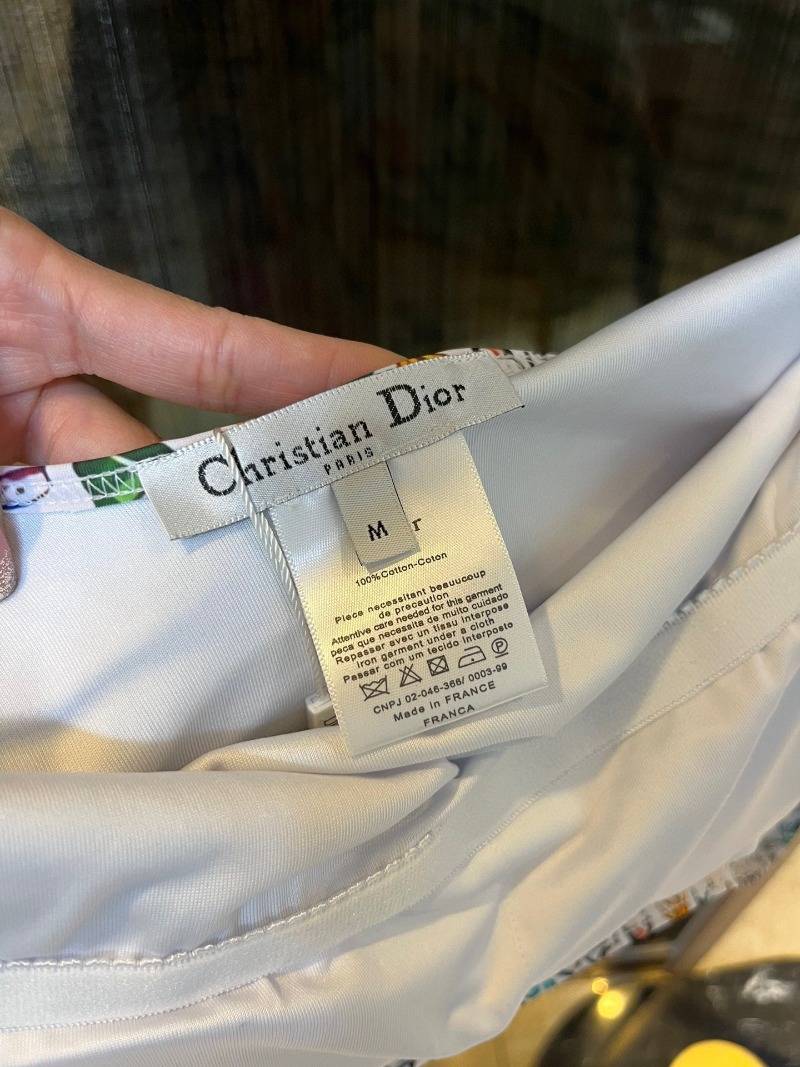 Christian Dior
PARIS
M
r
100%Cotton-Coton
Piece necessitant beauucoup
de precaution
Attentive care needed for this garment
peca que necessita de muito cuidado
Repasser avec un tissu interpose
Iron garment under a cloth
Passar com um tecido interposto
CNPJ 02-046-366/ 0003-99
Made in FRANCE
FRANCA